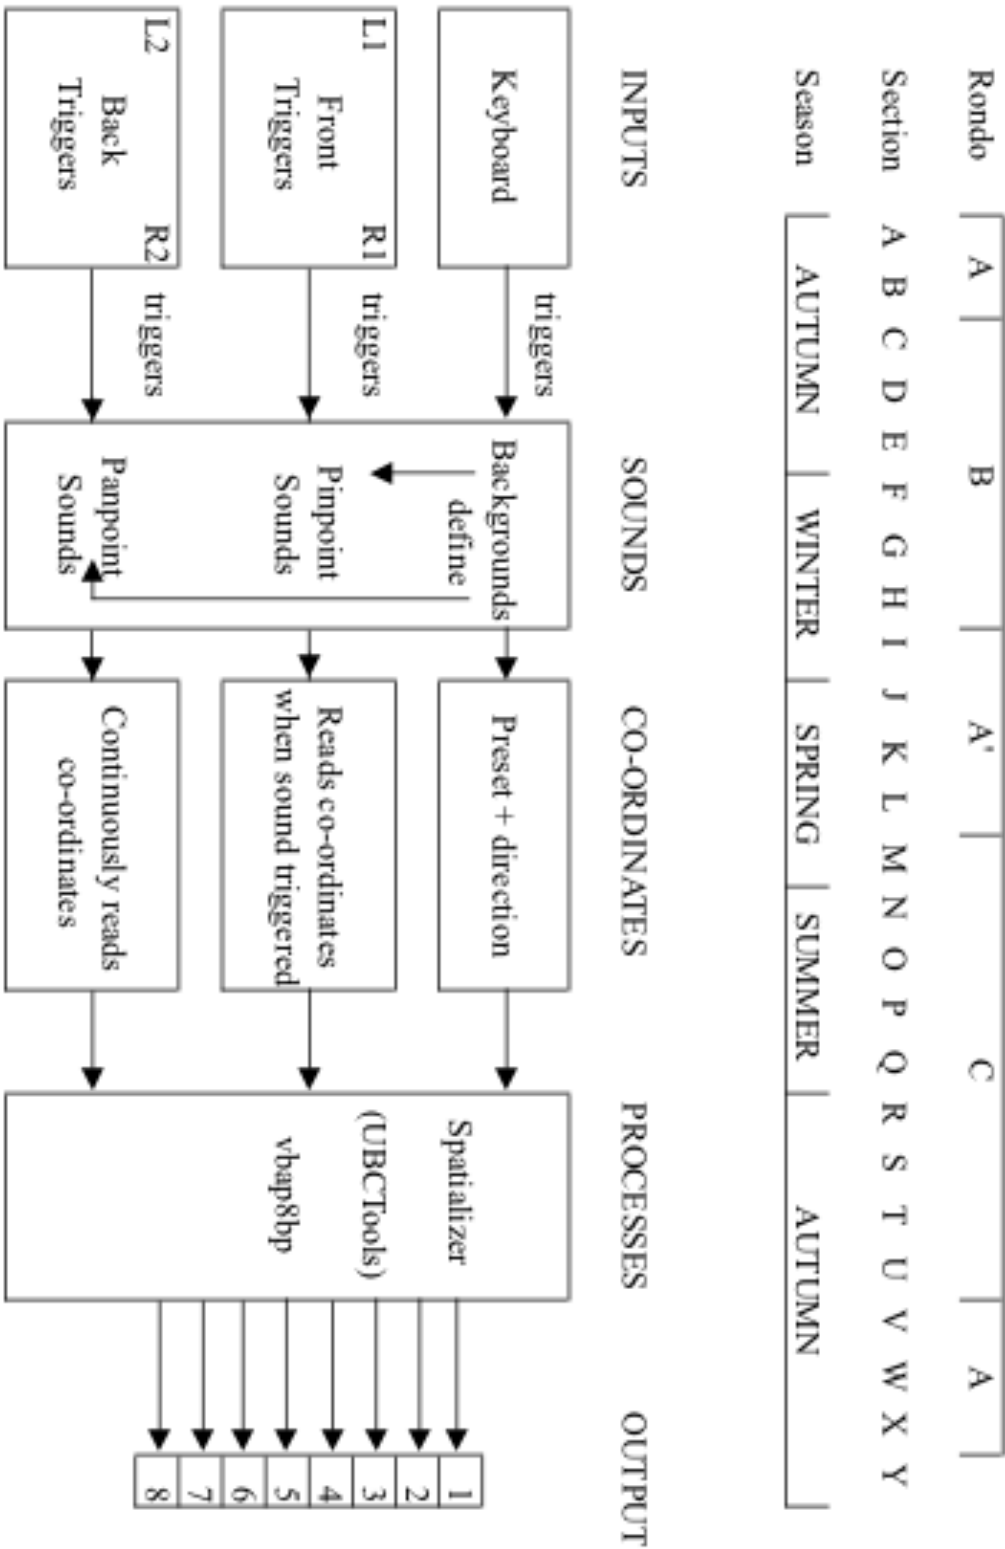 Rondo A B A' C A
Section A B C D E F G H I J K L M N O P Q R S T U V W X Y
Season AUTUMN WINTER SPRING SUMMER AUTUMN
INPUTS SOUNDS CO-ORDINATES PROCESSES OUTPUT
Keyboard
triggers
Backgrounds
define
Preset + direction
L1 R1
Front
Triggers
triggers
Pinpoint
Sounds
Reads co-ordinates
when sound triggered
L2 R2
Back
Triggers
triggers
Panpoint
Sounds
Continuously reads
co-ordinates
Spatializer
(UBCTools)
vbap8bp
1
2
3
4
5
6
7
8